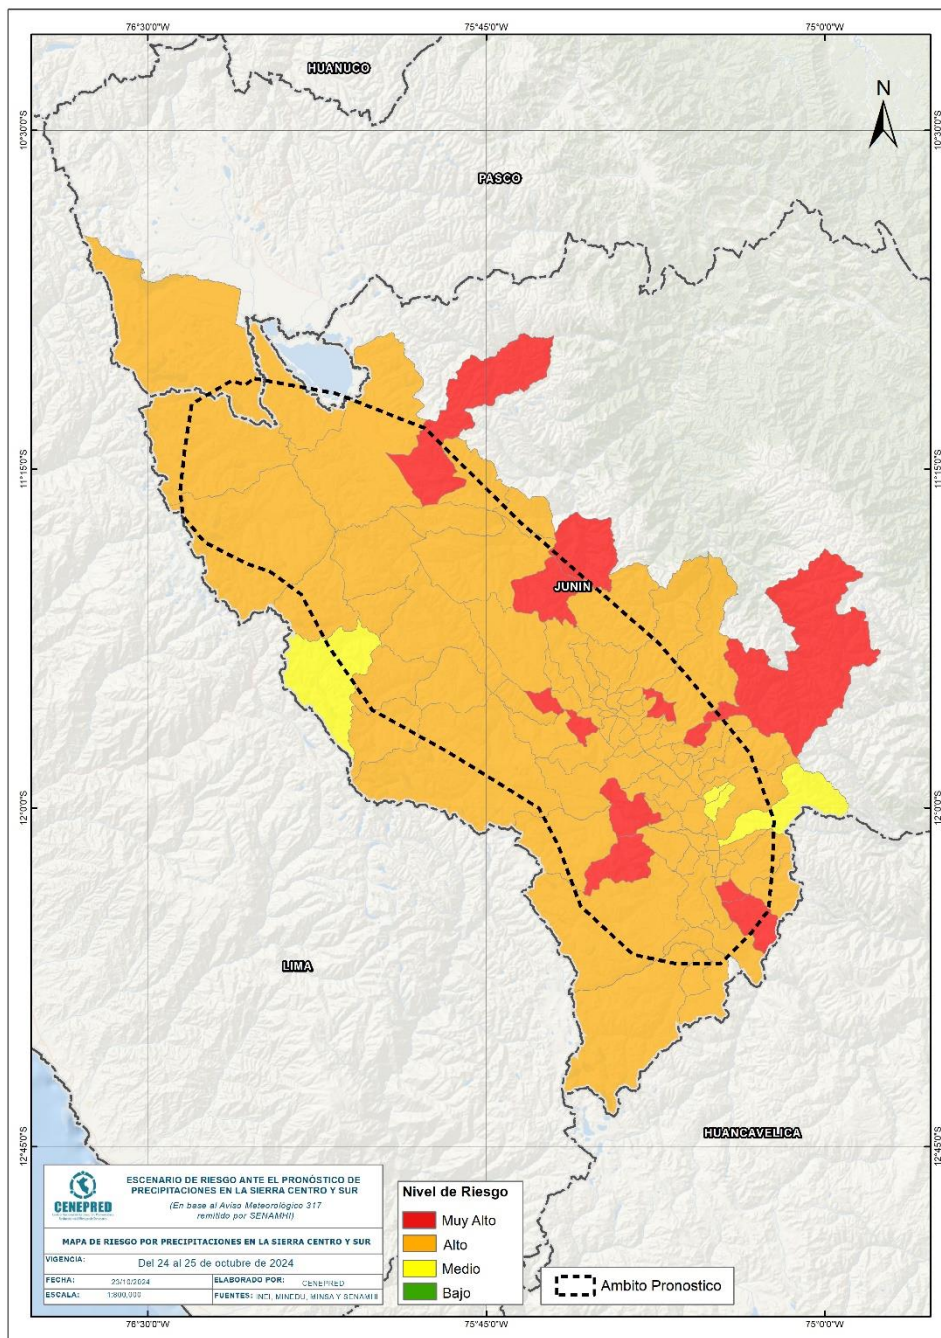 76°30'0"W 75°45'0"W 75°0'0"W
HUANUCO
N
10°30'0"S 10°30'0"S
PASCO
11°15'0"S 11°15'0"S
JUNIN
12°0'0"S 12°0'0"S
LIMA
HUANCAVELICA
12°45'0"S 12°45'0"S
CENEPRED
ESCENARIO DE RIESGO ANTE EL PRONÓSTICO DE
PRECIPITACIONES EN LA SIERRA CENTRO Y SUR
(En base al Aviso Meteorológico 317
remitido por SENAMHI)
MAPA DE RIESGO POR PRECIPITACIONES EN LA SIERRA CENTRO Y SUR
VIGENCIA: Del 24 al 25 de octubre de 2024
FECHA: 23/10/2024 ELABORADO POR: CENEPRED
ESCALA: 1:800,000 FUENTES: INEI, MINEDU, MINSA Y SENAMHI
Nivel de Riesgo
Muy Alto
Alto
Medio
Bajo
Ambito Pronostico
76°30'0"W 75°45'0"W 75°0'0"W